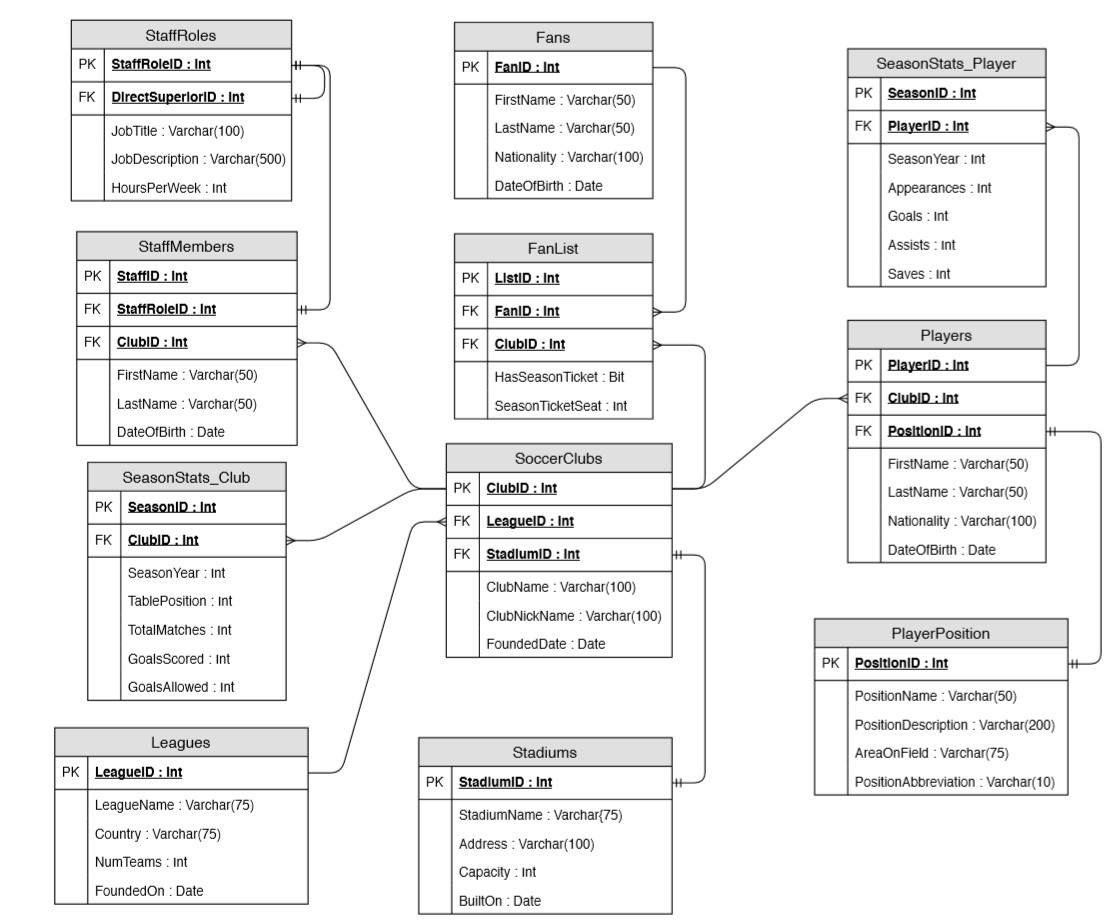 StaffRoles
PK StaffRoleID : Int
FK DirectSuperiorID : Int
JobTitle : Varchar(100)
JobDescription : Varchar(500)
HoursPerWeek : Int
StaffMembers
PK StaffID : Int
FK StaffRoleID : Int
FK ClubID : Int
FirstName : Varchar(50)
LastName : Varchar(50)
DateOfBirth : Date
SeasonStats_Club
PK SeasonID : Int
FK ClubID : Int
SeasonYear : Int
TablePosition : Int
TotalMatches : Int
GoalsScored : Int
GoalsAllowed : Int
Leagues
PK LeagueID : Int
LeagueName : Varchar(75)
Country : Varchar(75)
NumTeams : Int
FoundedOn : Date
Fans
PK FanID : Int
FirstName : Varchar(50)
LastName : Varchar(50)
Nationality : Varchar(100)
DateOfBirth : Date
FanList
PK ListID : Int
FK FanID : Int
FK ClubID : Int
HasSeasonTicket : Bit
SeasonTicketSeat : Int
SoccerClubs
PK ClubID : Int
FK LeagueID : Int
FK StadiumID : Int
ClubName : Varchar(100)
ClubNickName : Varchar(100)
FoundedDate : Date
Stadiums
PK StadiumID : Int
StadiumName : Varchar{75)
Address : Varchar(100)
Capacity : Int
BuiltOn : Date
SeasonStats_Player
PK SeasonID : Int
FK PlayerID : Int
SeasonYear : Int
Appearances : Int
Goals : Int
Assists : Int
Saves : Int
Players
PK PlayerID : Int
FK ClubID : Int
FK PositionID : Int
FirstName : Varchar(50)
LastName : Varchar(50)
Nationality : Varchar(100)
DateOfBirth : Date
PlayerPosition
PK PositionID : Int
PositionName : Varchar(50)
PositionDescription : Varchar(200)
AreaOnField : Varchar(75)
PositionAbbreviation : Varchar(10)